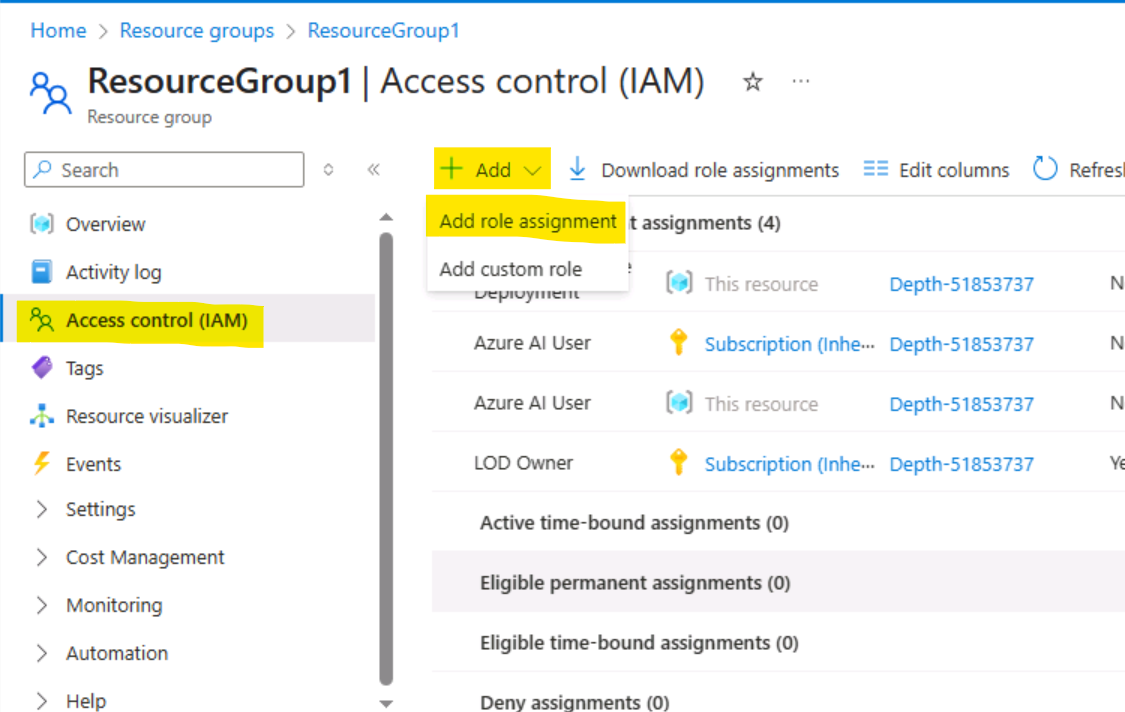 Home > Resource groups > ResourceGroup1
ResourceGroup1 | Access control (IAM) ☆ ...
Resource group
Search
Add
Download role assignments
Edit columns
Refresh
Overview
Activity log
Access control (IAM)
Tags
Resource visualizer
Events
Settings
Cost Management
Monitoring
Automation
Help
Add role assignment
Add custom role
t assignments (4)
Deployment This resource Depth-51853737
Azure AI User Subscription (Inhe... Depth-51853737
Azure AI User This resource Depth-51853737
LOD Owner Subscription (Inhe... Depth-51853737
Active time-bound assignments (0)
Eligible permanent assignments (0)
Eligible time-bound assignments (0)
Deny assignments (0)